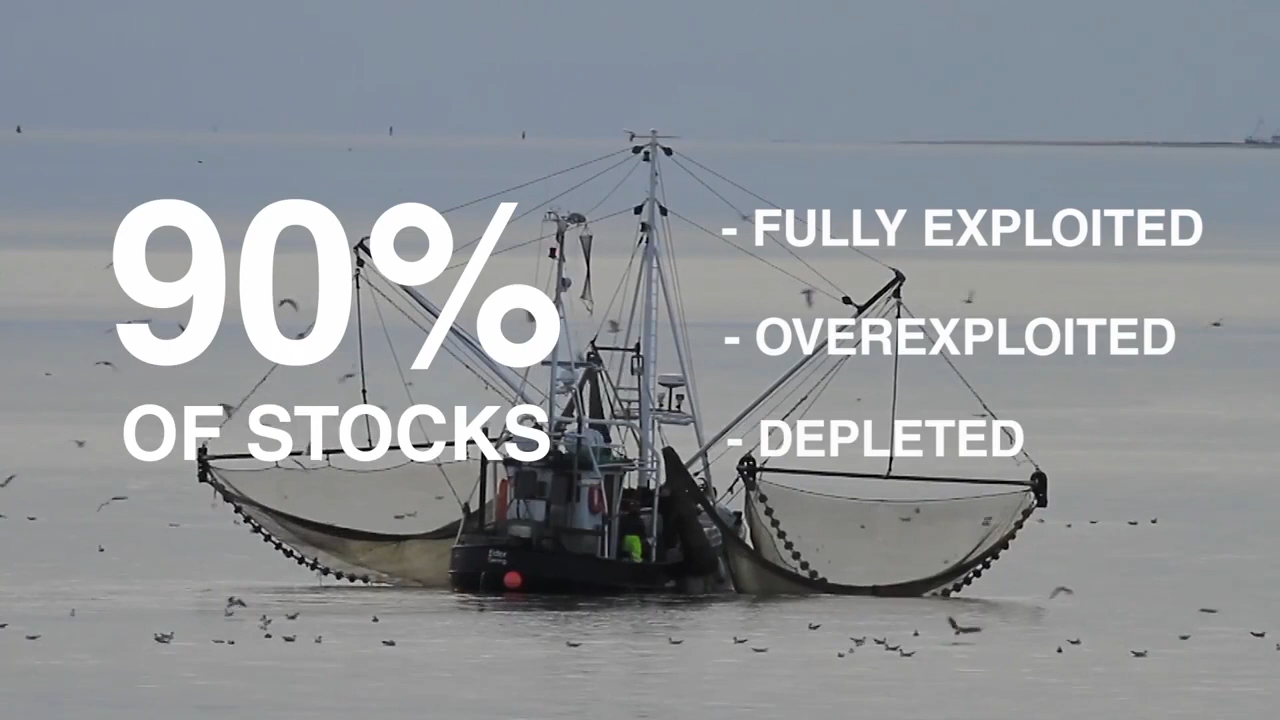 90%
OF STOCKS
- FULLY EXPLOITED
- OVEREXPLOITED
- DEPLETED